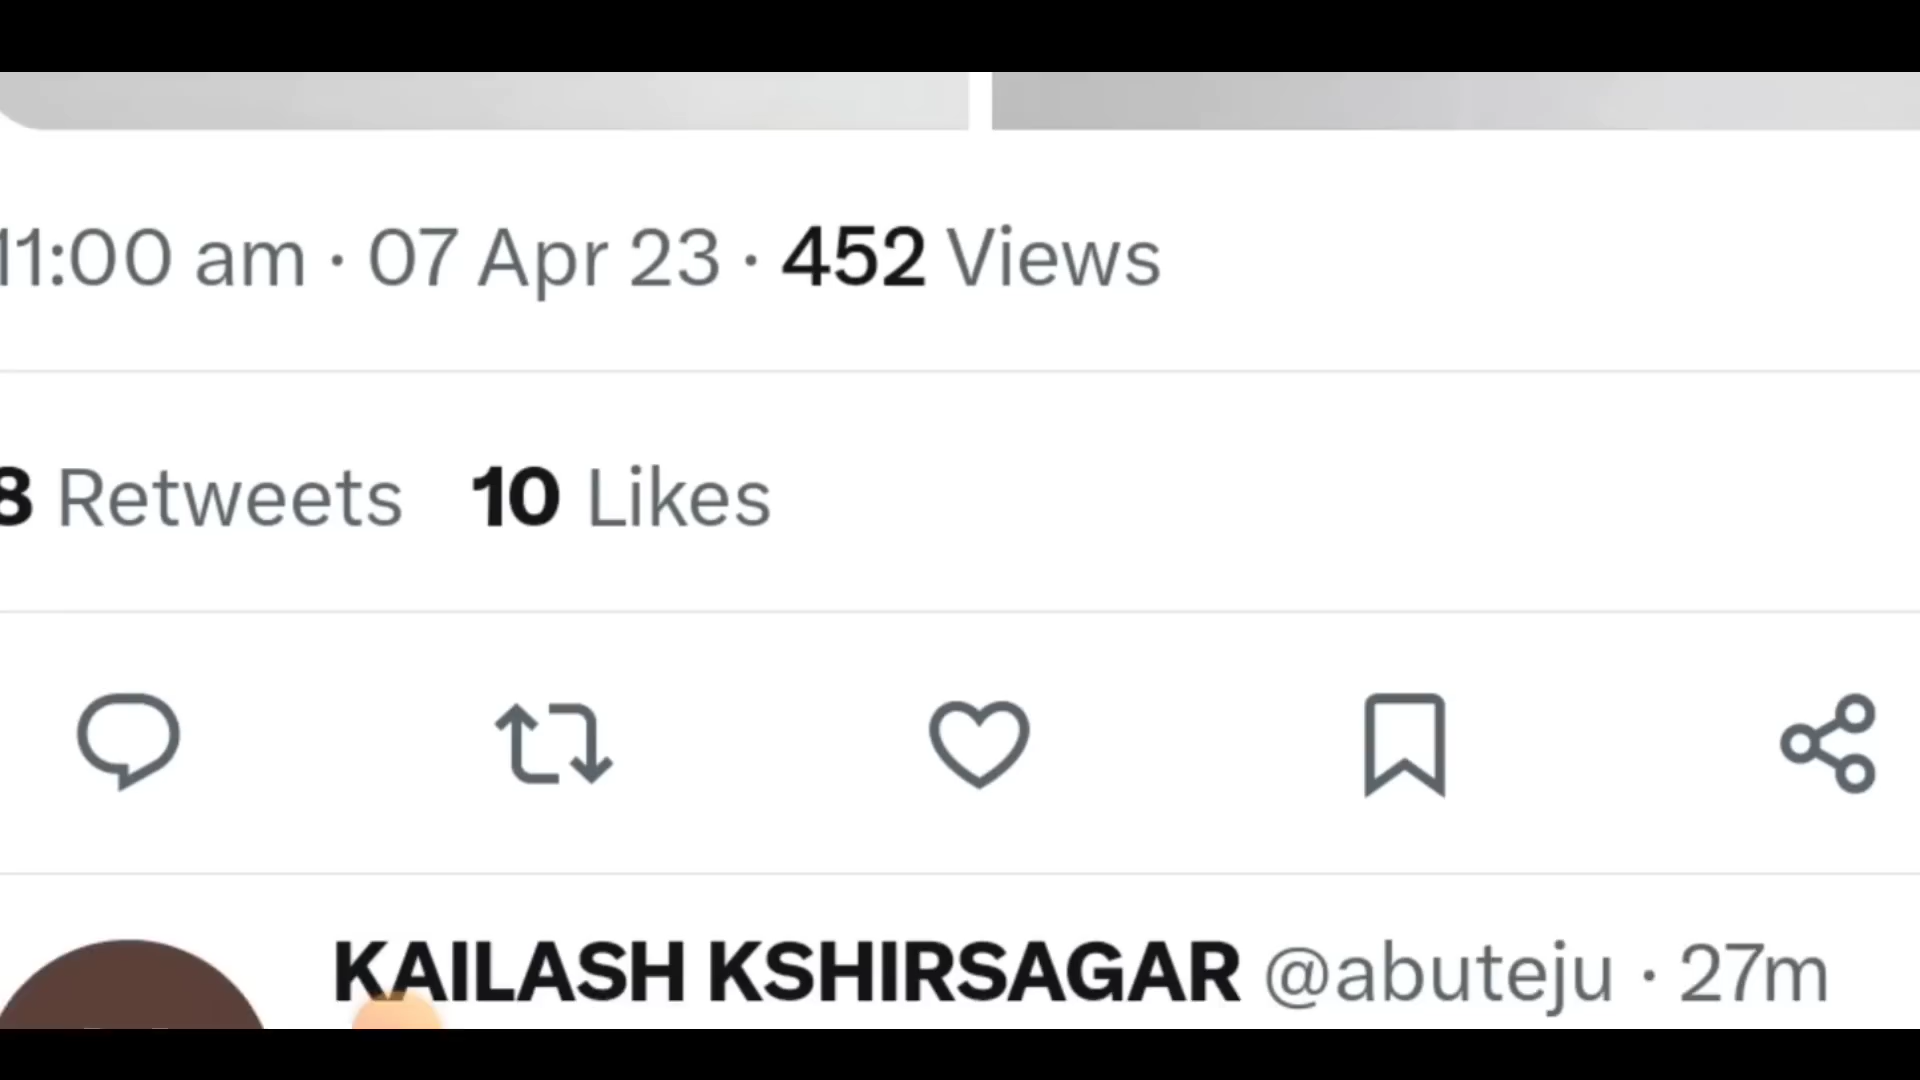 11:00 am · 07 Apr 23 · 452 Views
8 Retweets 10 Likes
KAILASH KSHIRSAGAR @abuteju · 27m